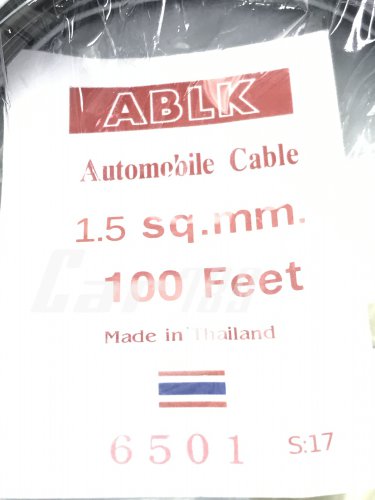 ABLK
Automobile Cable
1.5 sq.mm.
100 Feet
Made in Thailand
6501 S:17